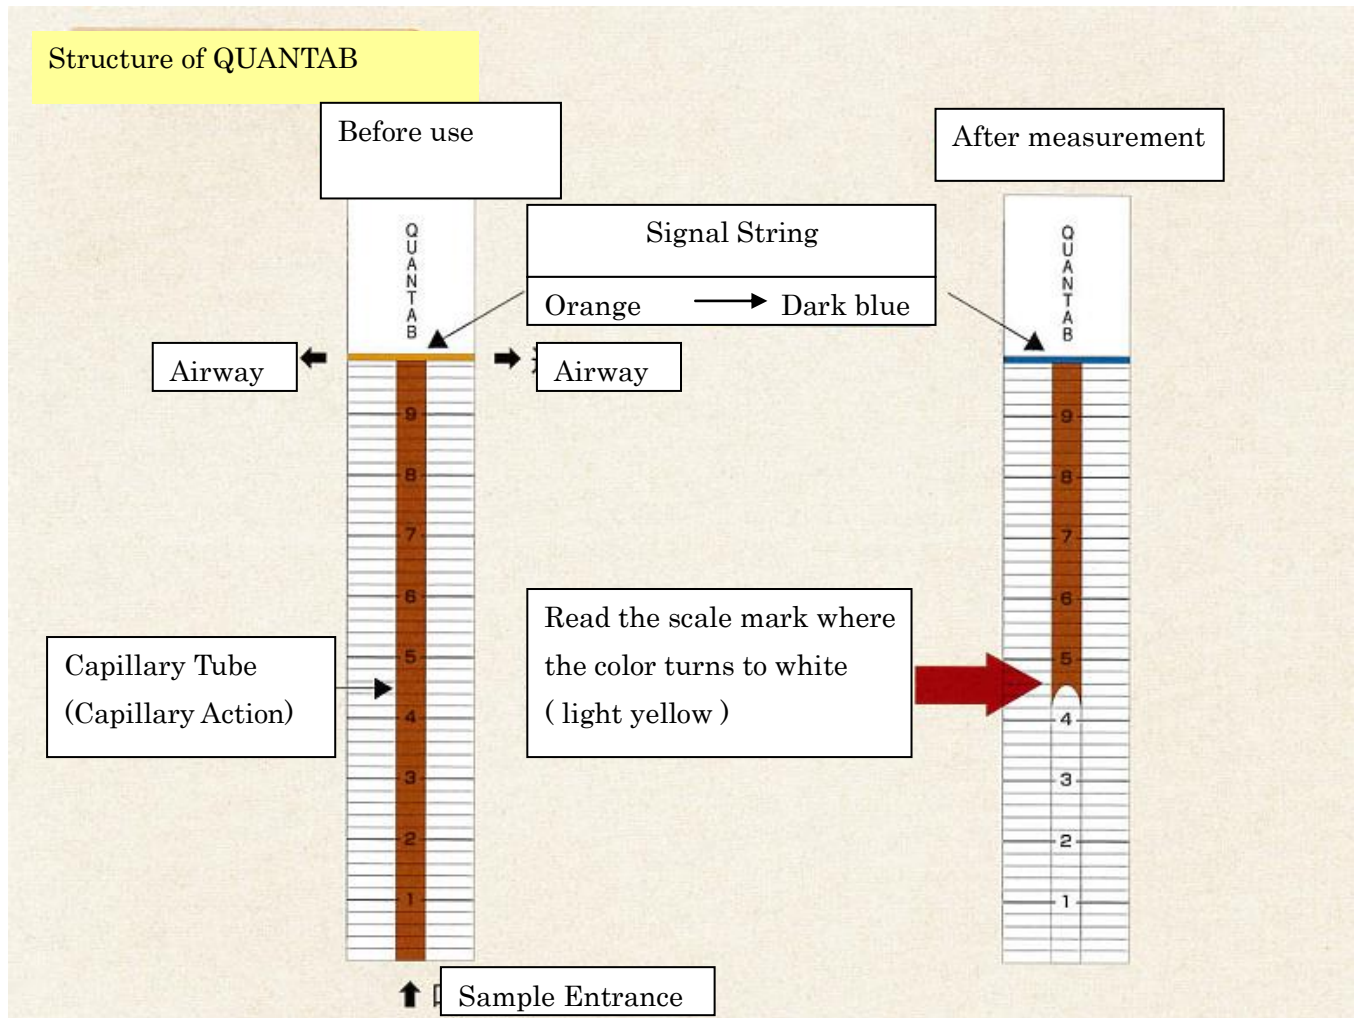 Structure of QUANTAB
Before use
After measurement
QUANTAB
Signal String
Orange → Dark blue
QUANTAB
Airway
Airway
9
8
7
6
5
4
3
2
1
9
8
7
6
5
4
3
2
1
Capillary Tube
(Capillary Action)
Read the scale mark where
the color turns to white
( light yellow )
Sample Entrance